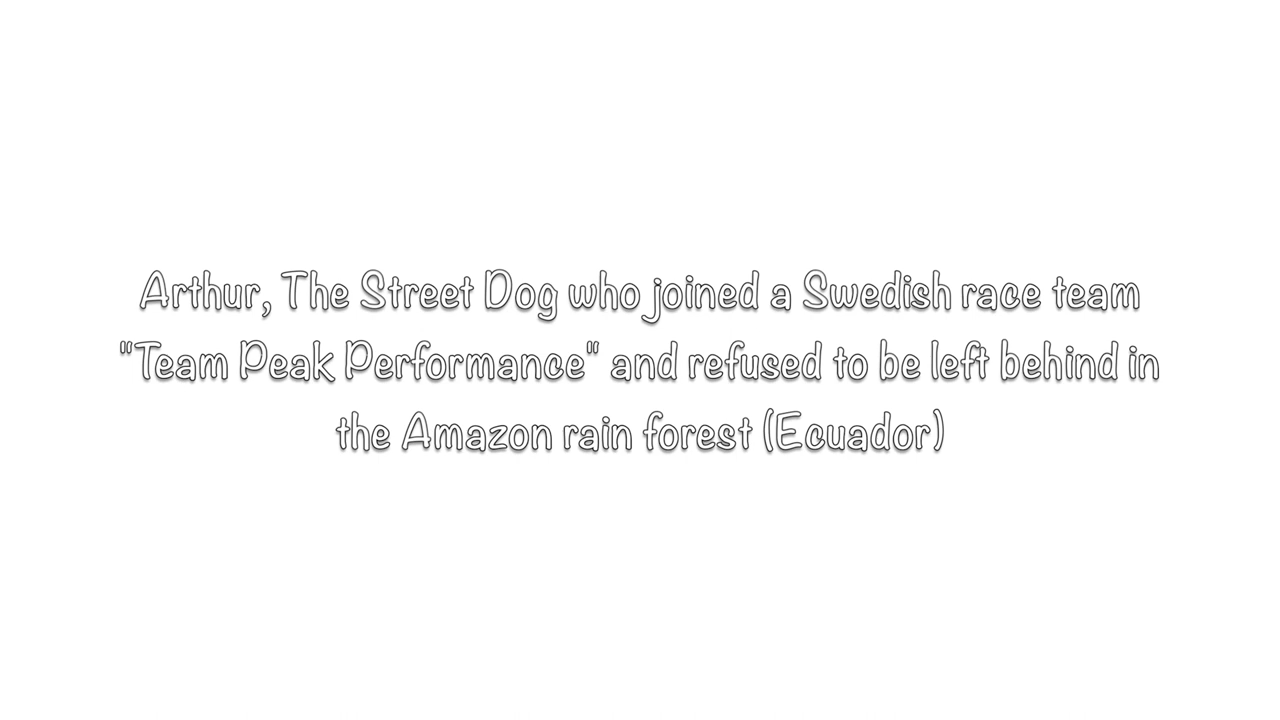 Arthur, The Street Dog who joined a Swedish race team
"Team Peak Performance" and refused to be left behind in
the Amazon rain forest (Ecuador)